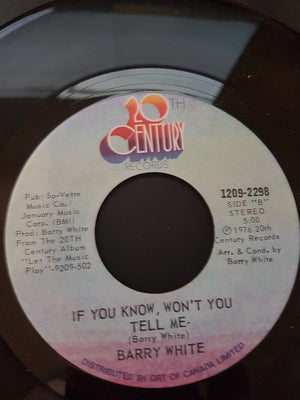 20TH
CENTURY
RECORDS
Pub: Sa-Vette
Music Co./
January Music
Corp. (BMI)
Prod: Barry White
From The 20TH
Century Album
"Let The Music
Play"-9209-502
1209-2298
SIDE "B"
STEREO
5:00
℗ 1976 20th
Century Records
Arr. & Cond. by
Barry White
IF YOU KNOW, WON'T YOU
TELL ME-
(Barry White)
BARRY WHITE
DISTRIBUTED BY GRT OF CANADA LIMITED